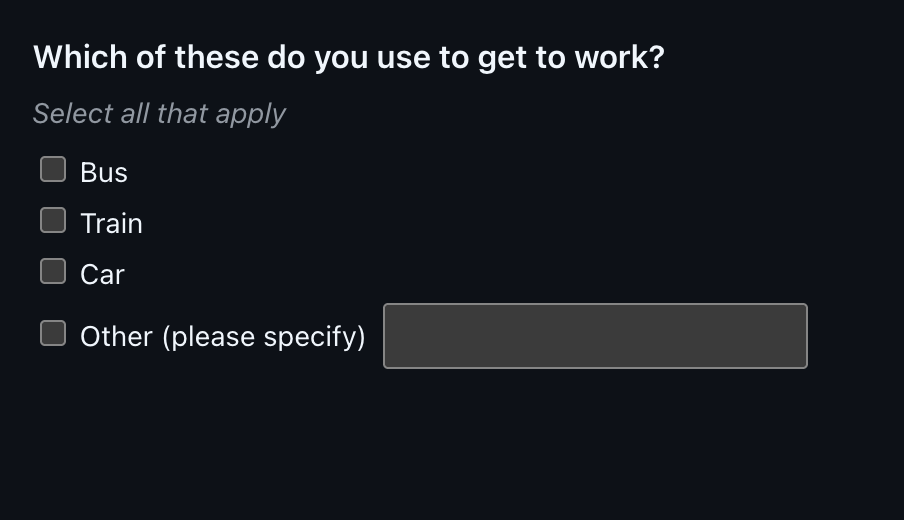 Which of these do you use to get to work?
Select all that apply
Bus
Train
Car
Other (please specify)